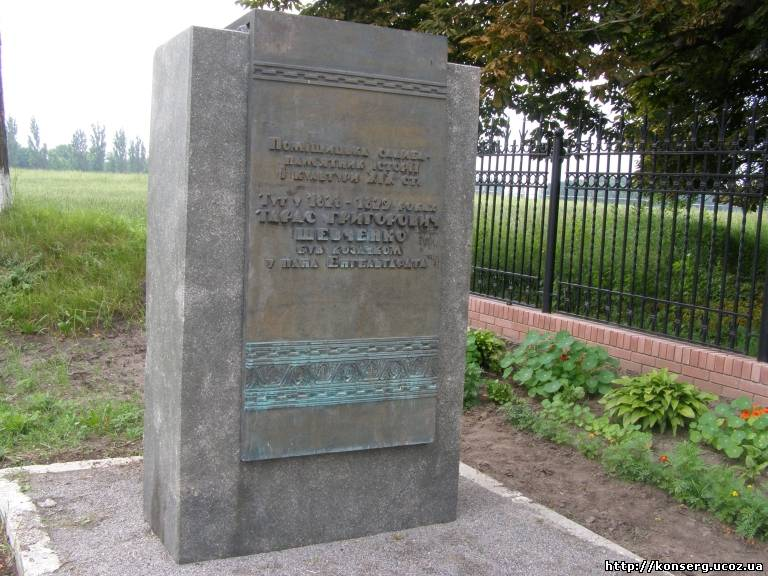 Поміщицька садиба-
пам'ятник історії
і культури XIX ст.
Тут у 1828 - 1829 роках
Тарас Григорович
Шевченко
був козачком
у пана Енгельгардта
http://konserg.ucoz.ua